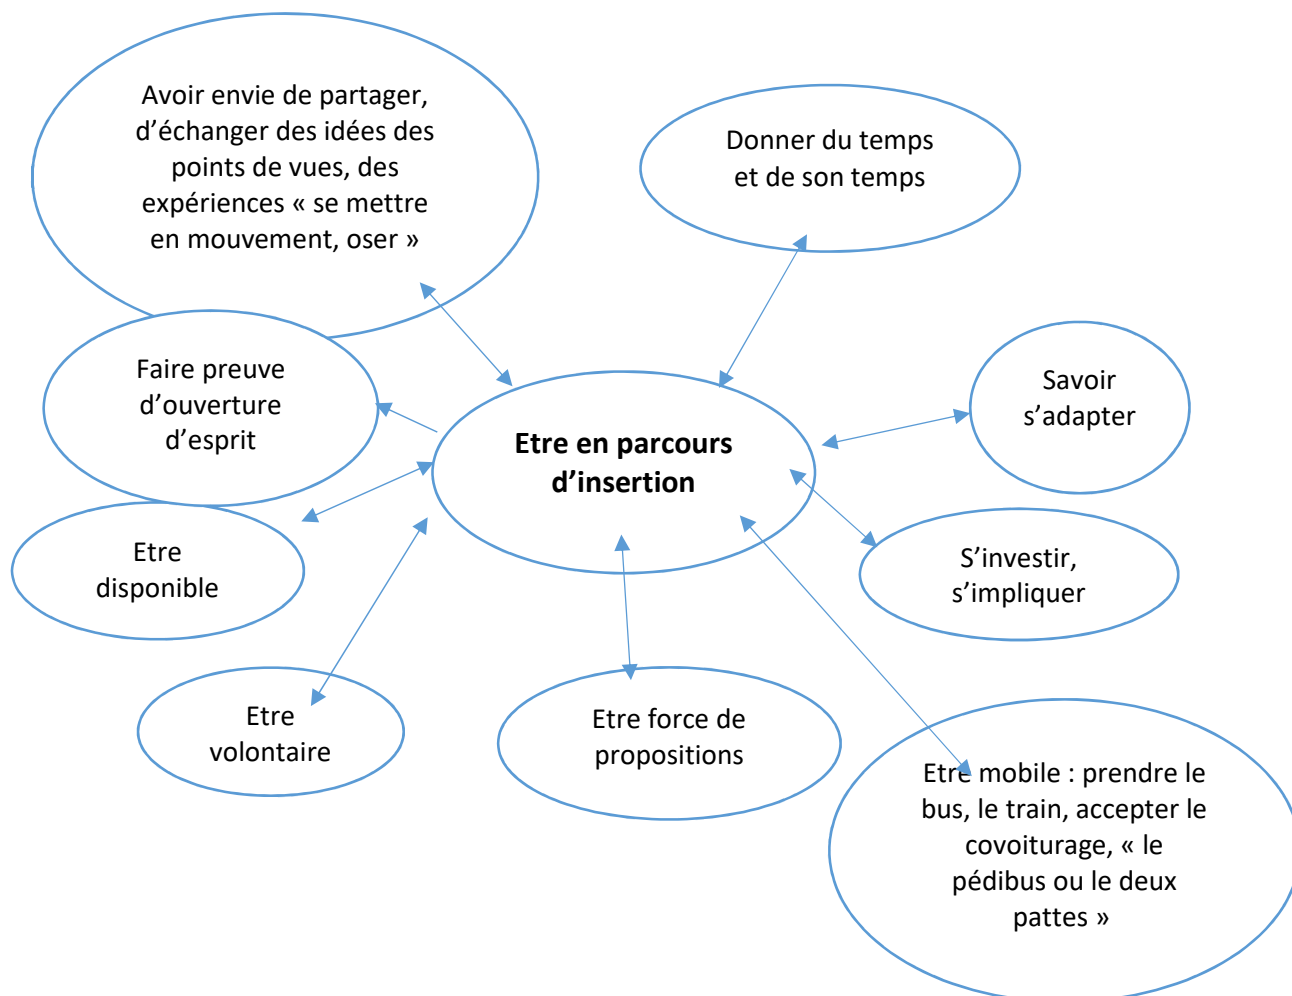 Avoir envie de partager,
d’échanger des idées des
points de vues, des
expériences « se mettre
en mouvement, oser »
Donner du temps
et de son temps
Faire preuve
d’ouverture
d’esprit
Savoir
s’adapter
Etre en parcours
d’insertion
Etre
disponible
S’investir,
s’impliquer
Etre
volontaire
Etre force de
propositions
Etre mobile : prendre le
bus, le train, accepter le
covoiturage, « le
pédibus ou le deux
pattes »